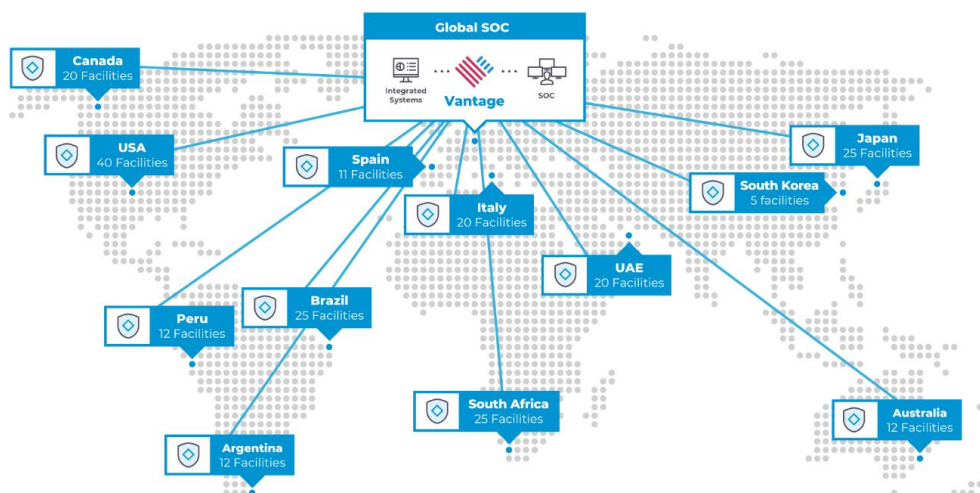 Global SOC
Integrated
Systems
Vantage
SOC
Canada
20 Facilities
USA
40 Facilities
Spain
11 Facilities
Italy
20 Facilities
Japan
25 Facilities
South Korea
5 facilities
UAE
20 Facilities
Peru
12 Facilities
Brazil
25 Facilities
South Africa
25 Facilities
Australia
12 Facilities
Argentina
12 Facilities